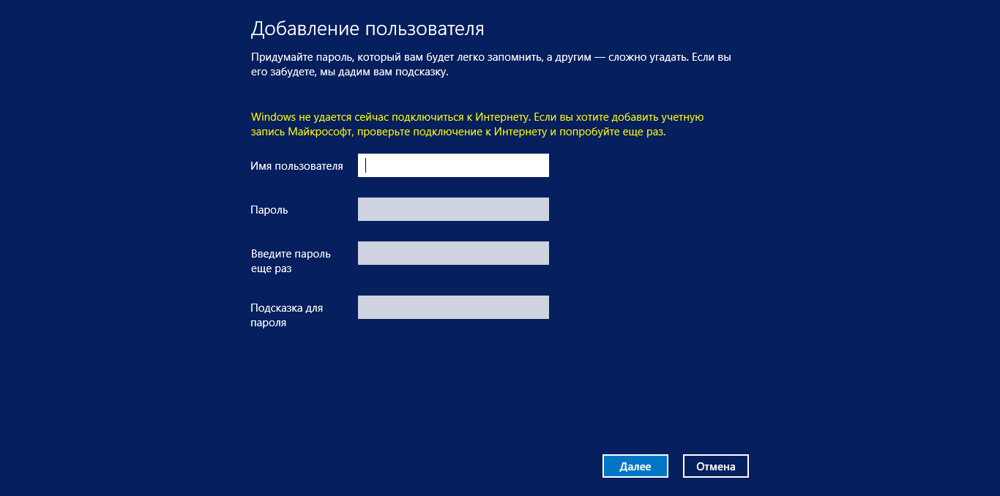 Добавление пользователя
Придумайте пароль, который вам будет легко запомнить, а другим — сложно угадать. Если вы
его забудете, мы дадим вам подсказку.
Windows не удается сейчас подключиться к Интернету. Если вы хотите добавить учетную
запись Майкрософт, проверьте подключение к Интернету и попробуйте еще раз.
Имя пользователя
Пароль
Введите пароль
еще раз
Подсказка для
пароля
Далее
Отмена